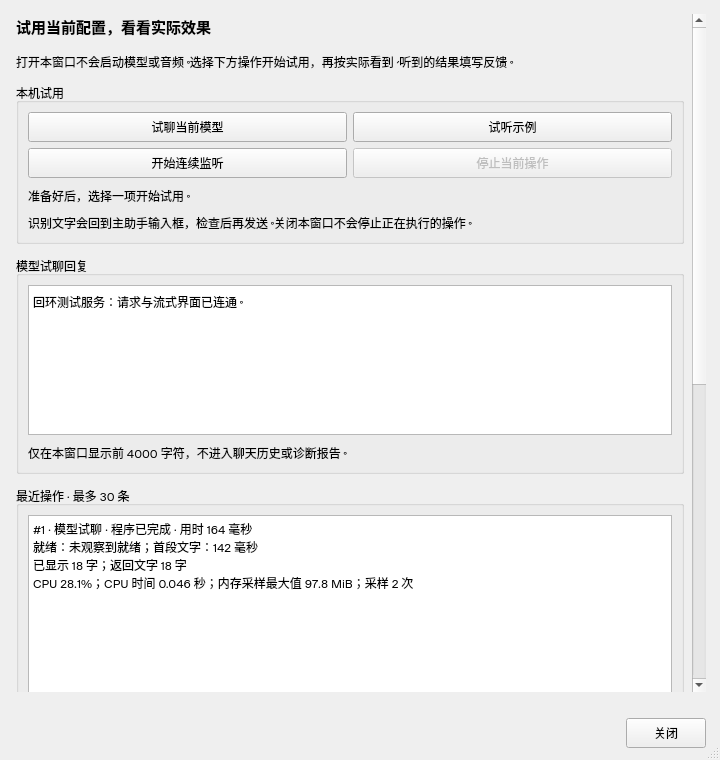 试用当前配置，看看实际效果
打开本窗口不会启动模型或音频。选择下方操作开始试用，再按实际看到、听到的结果填写反馈。
本机试用
试聊当前模型
试听示例
开始连续监听
停止当前操作
准备好后，选择一项开始试用。
识别文字会回到主助手输入框，检查后再发送。关闭本窗口不会停止正在执行的操作。
模型试聊回复
回环测试服务：请求与流式界面已连通。
仅在本窗口显示前 4000 字符，不进入聊天历史或诊断报告。
最近操作 · 最多 30 条
#1 · 模型试聊 · 程序已完成 · 用时 164 毫秒
就绪：未观察到就绪；首段文字：142 毫秒
已显示 18 字；返回文字 18 字
CPU 28.1%；CPU 时间 0.046 秒；内存采样最大值 97.8 MiB；采样 2 次
关闭